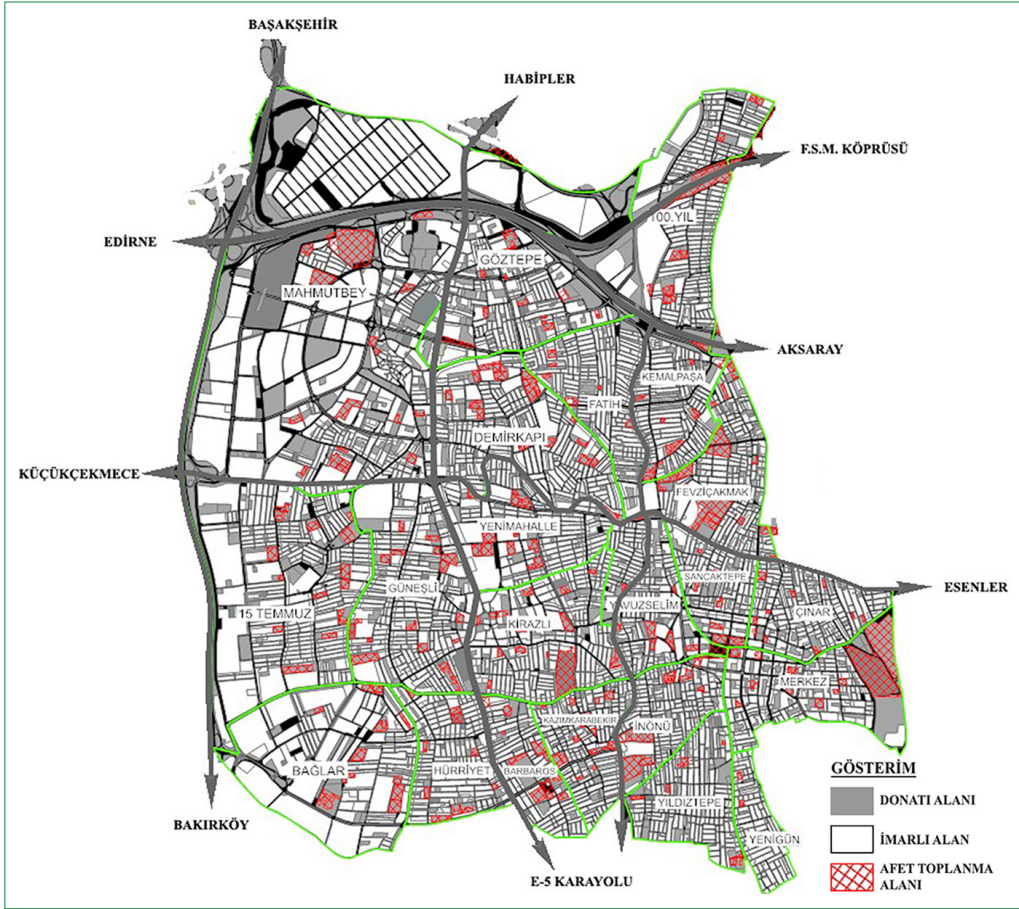 BAŞAKŞEHİR
HABİPLER
F.S.M. KÖPRÜSÜ
100.YIL
EDİRNE
GÖZTEPE
MAHMUTBEY
AKSARAY
KEMALPAŞA
FATİH
DEMİRKAPI
KÜÇÜKÇEKMECE
FEVZİÇAKMAK
YENİMAHALLE
SANCAKTEPE
ESENLER
GÜNEŞLİ
15 TEMMUZ
YAVUZSELİM
ÇINAR
KİRAZLI
MERKEZ
KAZIMKARABEKİR
İNÖNÜ
BAĞLAR
HÜRRİYET
BARBAROS
YILDIZTEPE
YENİGÜN
BAKIRKÖY
E-5 KARAYOLU
GÖSTERİM
DONATI ALANI
İMARLI ALAN
AFET TOPLANMA
ALANI